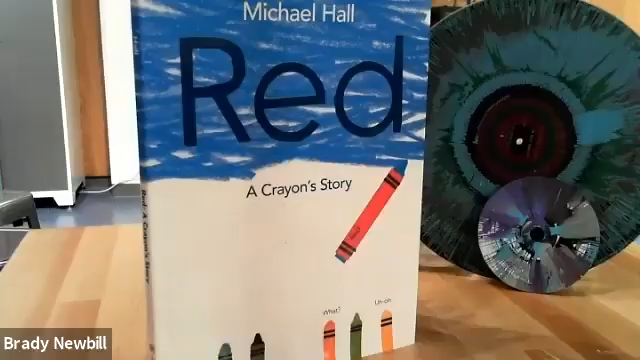 Michael Hall
Red
A Crayon's Story
What?
Uh-oh
Red: A Crayon's Story
Brady Newbill